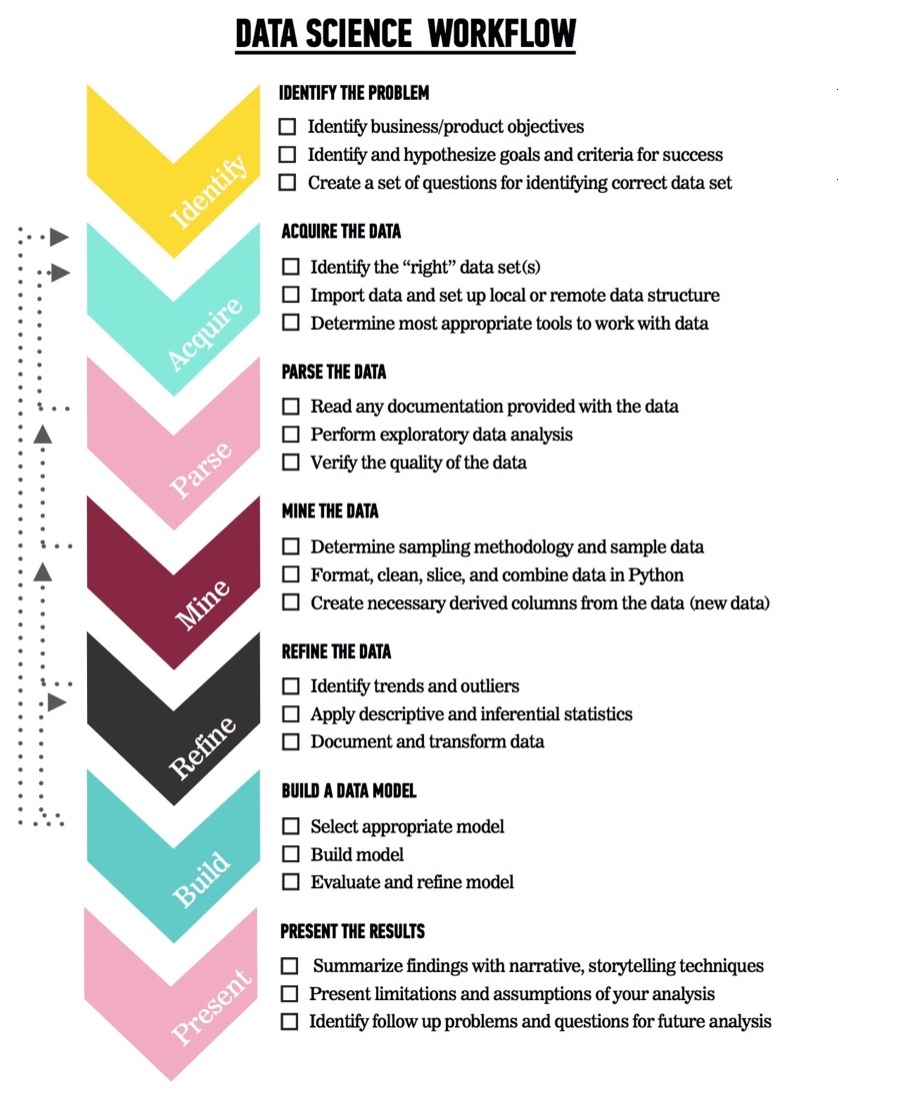 DATA SCIENCE WORKFLOW
IDENTIFY THE PROBLEM
Identify business/product objectives
Identify and hypothesize goals and criteria for success
Create a set of questions for identifying correct data set
Identify
ACQUIRE THE DATA
Identify the “right” data set(s)
Import data and set up local or remote data structure
Determine most appropriate tools to work with data
Acquire
PARSE THE DATA
Read any documentation provided with the data
Perform exploratory data analysis
Verify the quality of the data
Parse
MINE THE DATA
Determine sampling methodology and sample data
Format, clean, slice, and combine data in Python
Create necessary derived columns from the data (new data)
Mine
REFINE THE DATA
Identify trends and outliers
Apply descriptive and inferential statistics
Document and transform data
Refine
BUILD A DATA MODEL
Select appropriate model
Build model
Evaluate and refine model
Build
PRESENT THE RESULTS
Summarize findings with narrative, storytelling techniques
Present limitations and assumptions of your analysis
Identify follow up problems and questions for future analysis
Present